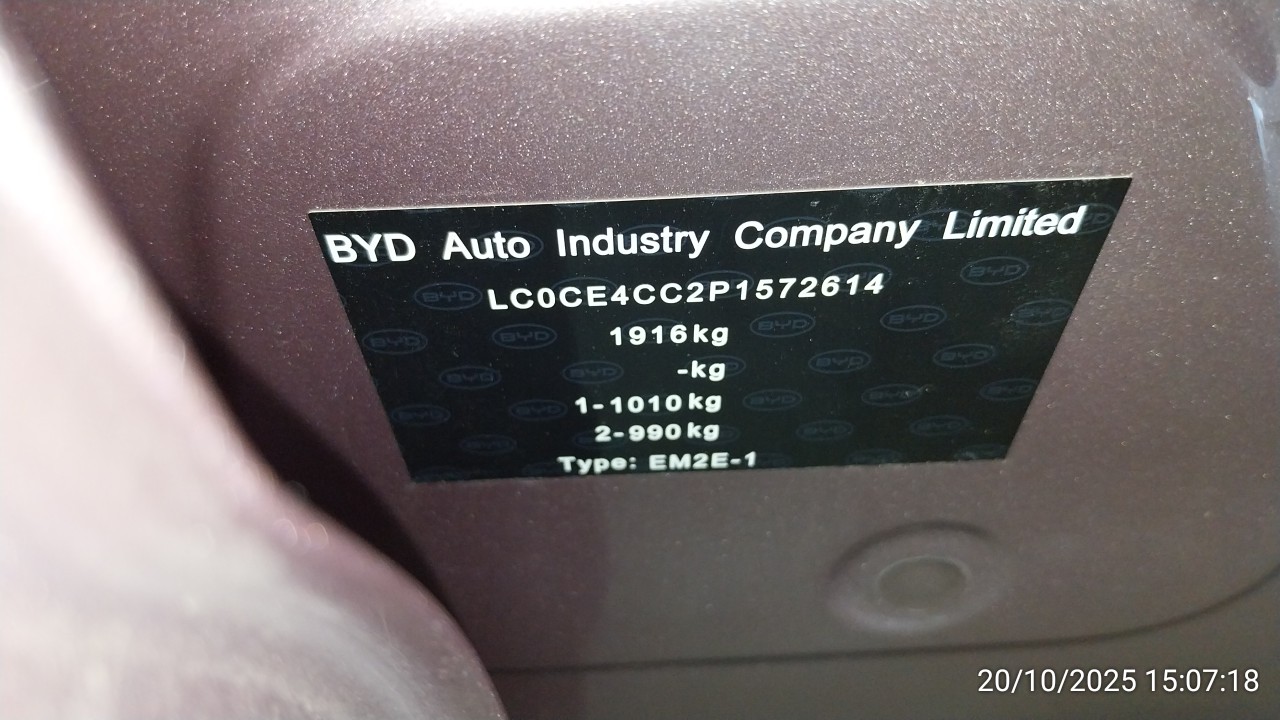 BYD Auto Industry Company Limited
LC0CE4CC2P1572614
1916kg
-kg
1-1010kg
2-990kg
Type: EM2E-1
20/10/2025 15:07:18